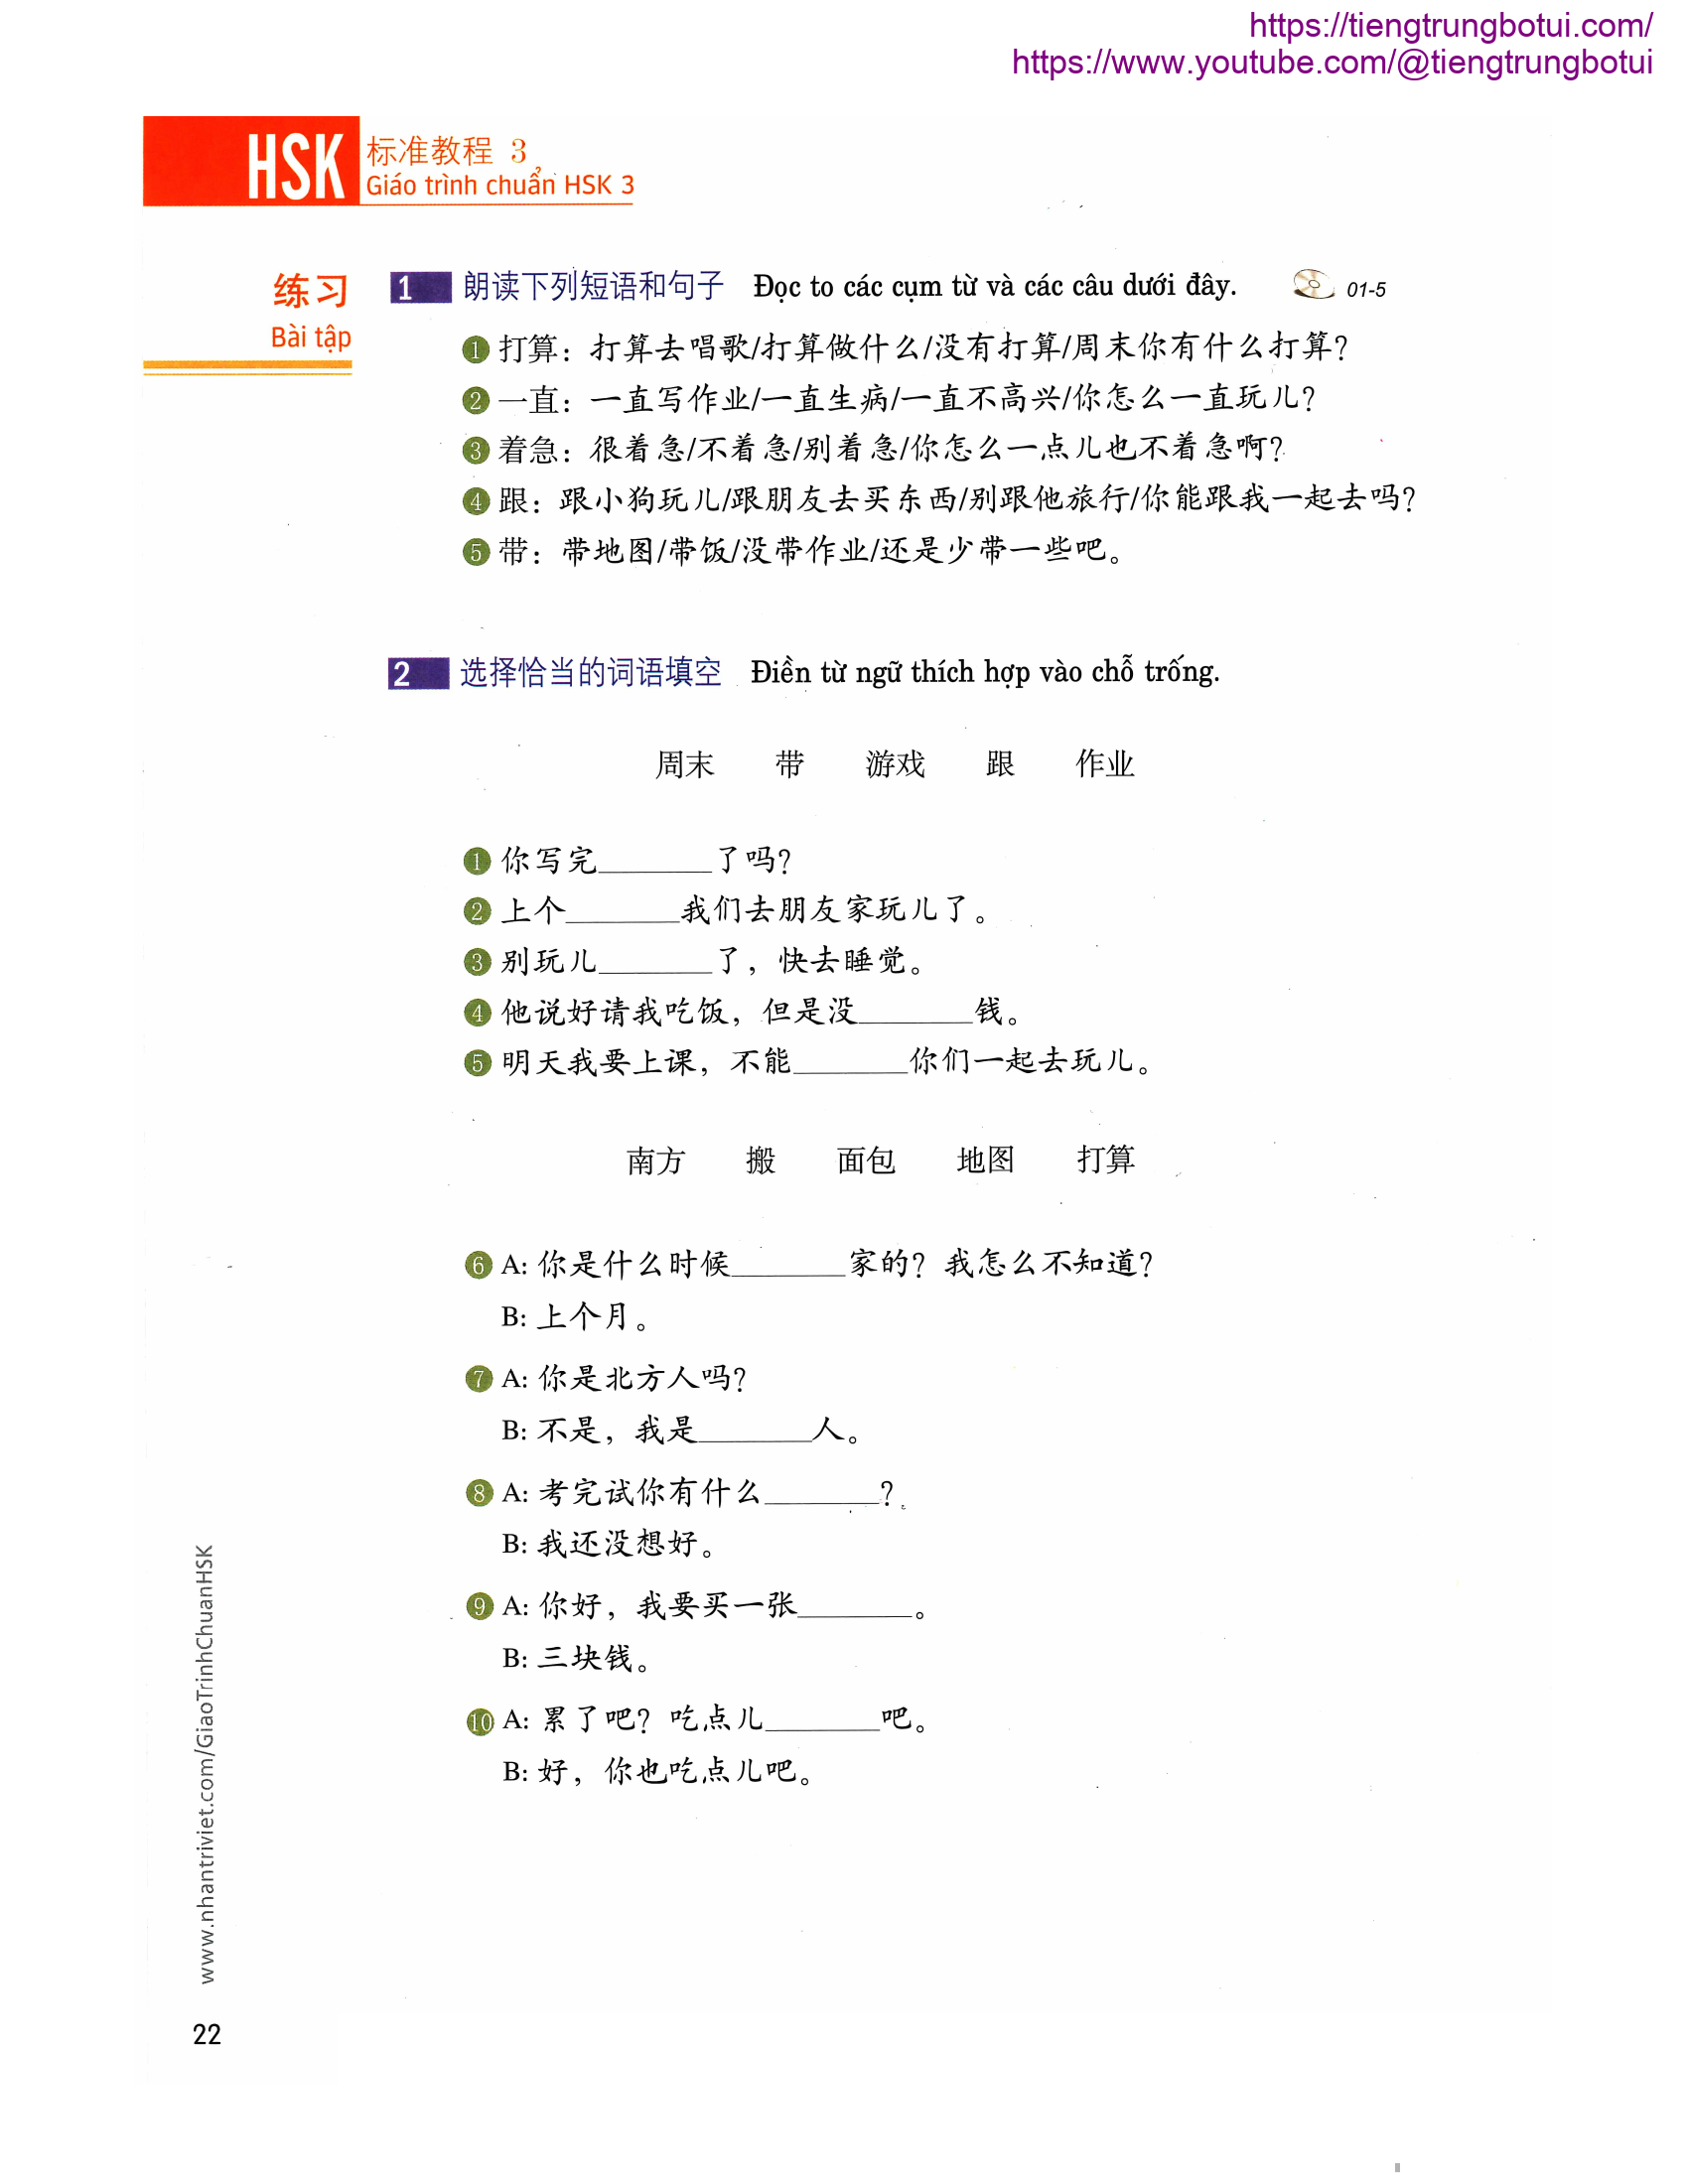 https://tiengtrungbotui.com/
https://www.youtube.com/@tiengtrungbotui
HSK 标准教程 3
Giáo trình chuẩn HSK 3
练习
Bài tập
1 朗读下列短语和句子 Đọc to các cụm từ và các câu dưới đây. 01-5
1 打算：打算去唱歌/打算做什么/没有打算/周末你有什么打算？
2 一直：一直写作业/一直生病/一直不高兴/你怎么一直玩儿？
3 着急：很着急/不着急/别着急/你怎么一点儿也不着急啊？
4 跟：跟小狗玩儿/跟朋友去买东西/别跟他旅行/你能跟我一起去吗？
5 带：带地图/带饭/没带作业/还是少带一些吧。
2 选择恰当的词语填空 Điền từ ngữ thích hợp vào chỗ trống.
周末 带 游戏 跟 作业
1 你写完________了吗？
2 上个________我们去朋友家玩儿了。
3 别玩儿________了，快去睡觉。
4 他说好请我吃饭，但是没________钱。
5 明天我要上课，不能________你们一起去玩儿。
南方 搬 面包 地图 打算
6 A: 你是什么时候________家的？我怎么不知道？
B: 上个月。
7 A: 你是北方人吗？
B: 不是，我是________人。
8 A: 考完试你有什么________？
B: 我还没想好。
9 A: 你好，我要买一张________。
B: 三块钱。
10 A: 累了吧？吃点儿________吧。
B: 好，你也吃点儿吧。
www.nhantriviet.com/GiaoTrinhChuanHSK
22